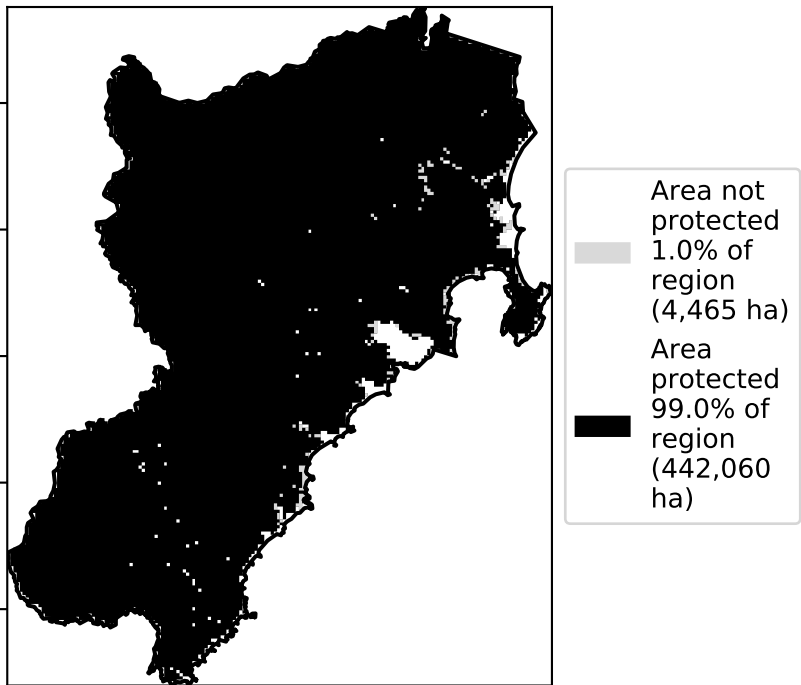 Area not
protected
1.0% of
region
(4,465 ha)
Area
protected
99.0% of
region
(442,060
ha)